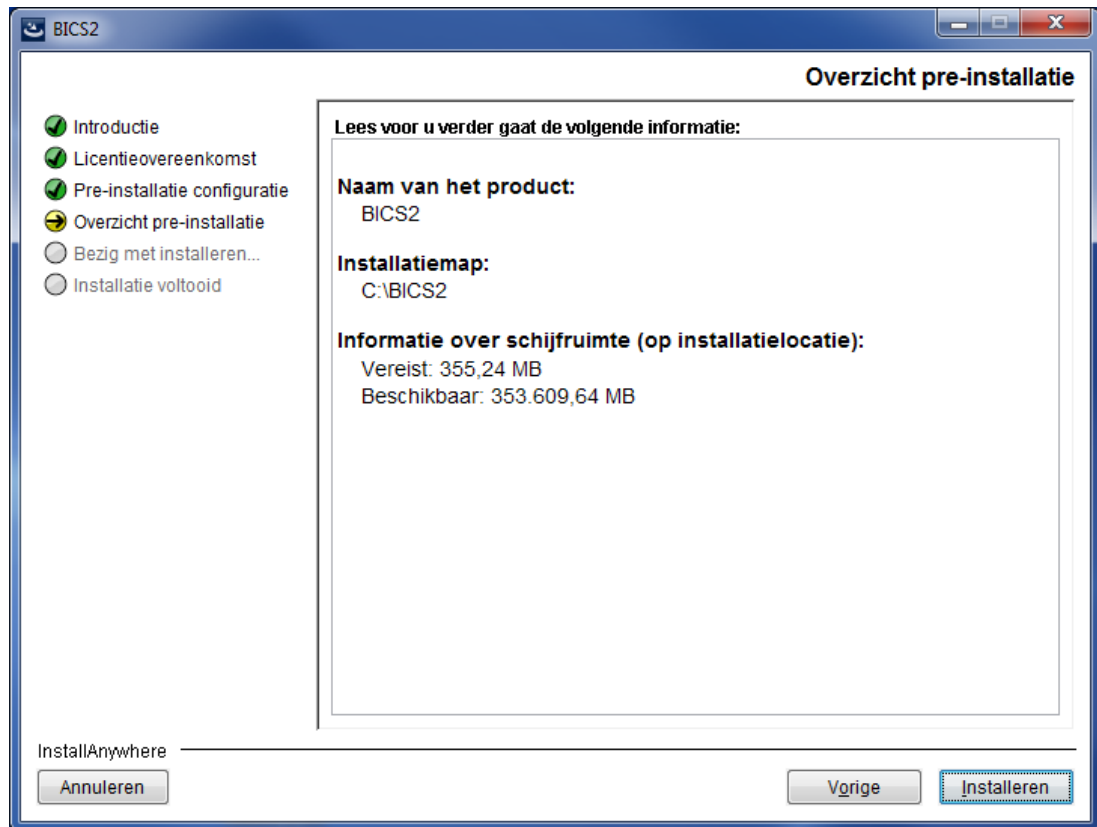 BICS2
Overzicht pre-installatie
Introductie
Licentieovereenkomst
Pre-installatie configuratie
Overzicht pre-installatie
Bezig met installeren...
Installatie voltooid
Lees voor u verder gaat de volgende informatie:
Naam van het product:
BICS2
Installatiemap:
C:\BICS2
Informatie over schijfruimte (op installatielocatie):
Vereist: 355,24 MB
Beschikbaar: 353.609,64 MB
InstallAnywhere
Annuleren
Vorige
Installeren